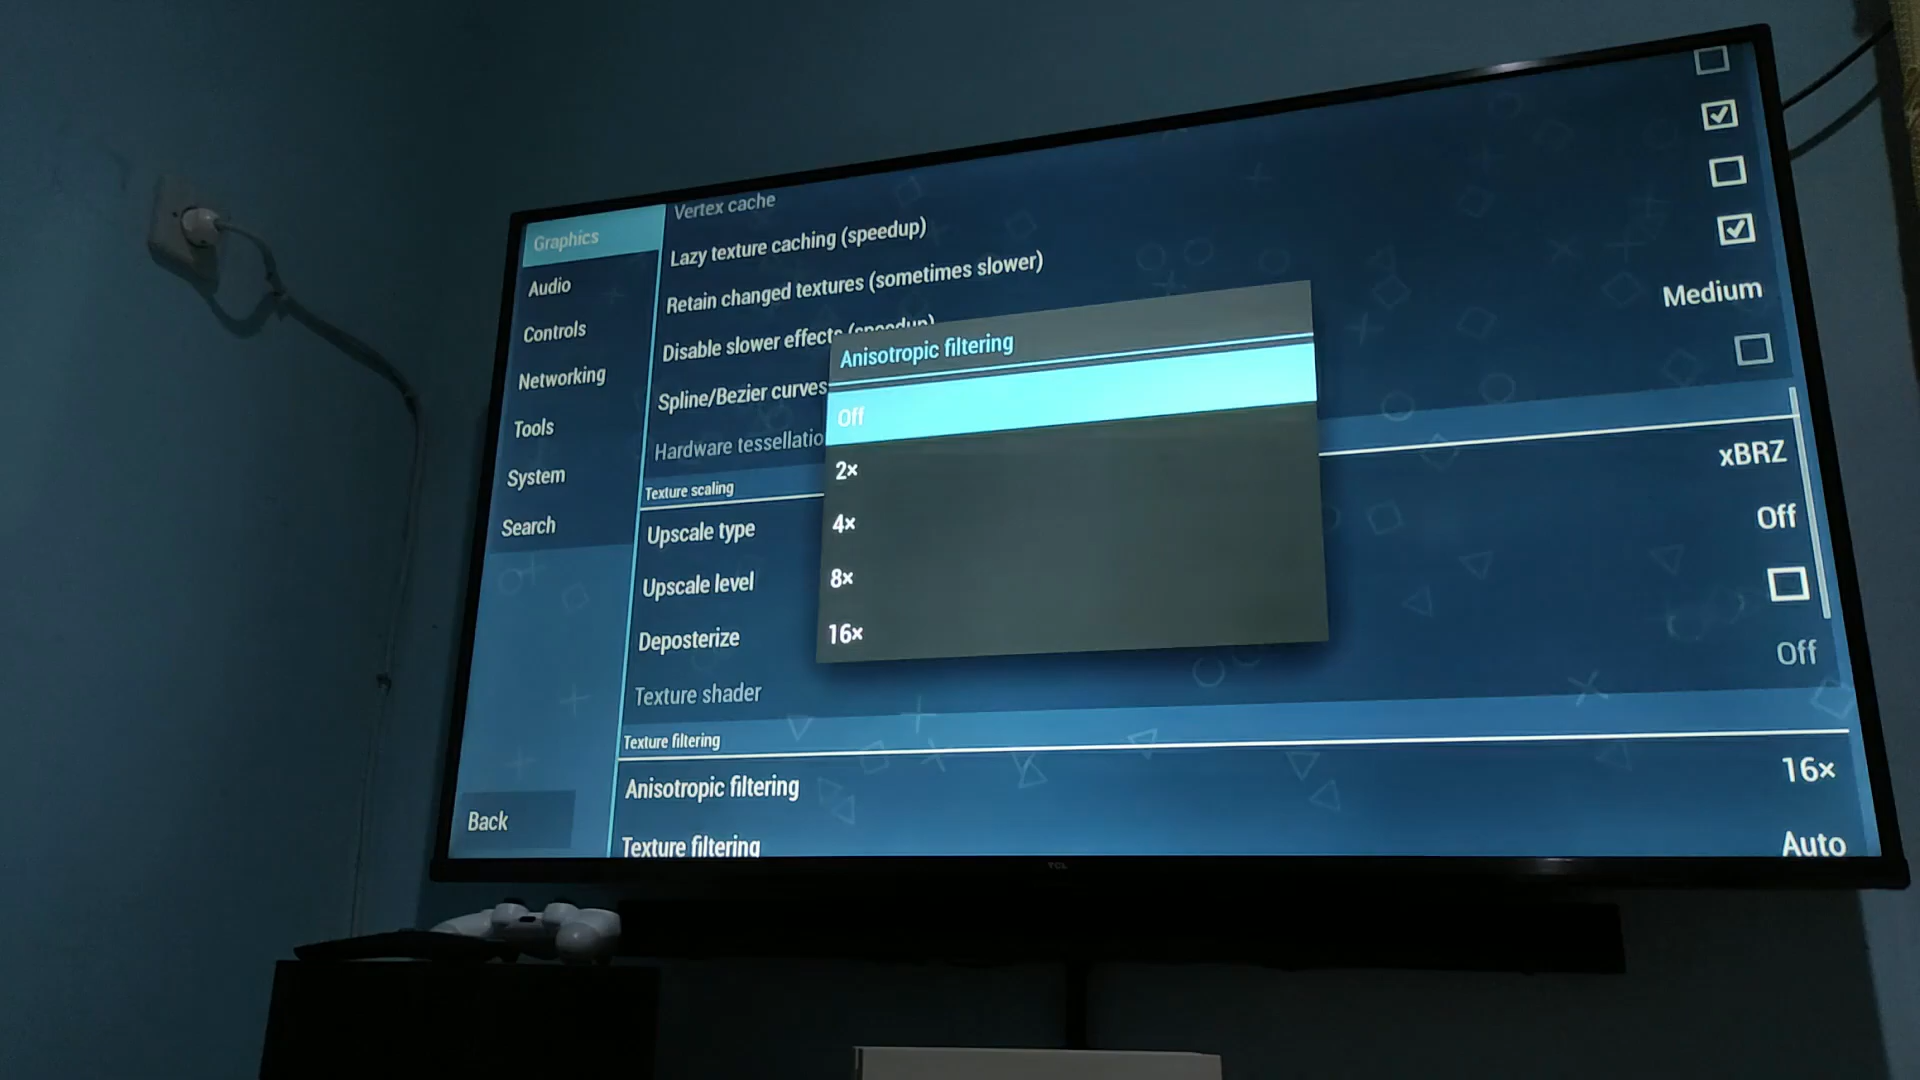 Graphics
Audio
Controls
Networking
Tools
System
Search
Back
Vertex cache
Lazy texture caching (speedup)
Retain changed textures (sometimes slower)
Disable slower effects (speedup)
Spline/Bezier curves
Medium
Hardware tessellatio
Texture scaling
Upscale type
xBRZ
Upscale level
Off
Deposterize
Texture shader
Off
Texture filtering
Anisotropic filtering
16×
Texture filtering
Auto
Anisotropic filtering
Off
2×
4×
8×
16×
TCL